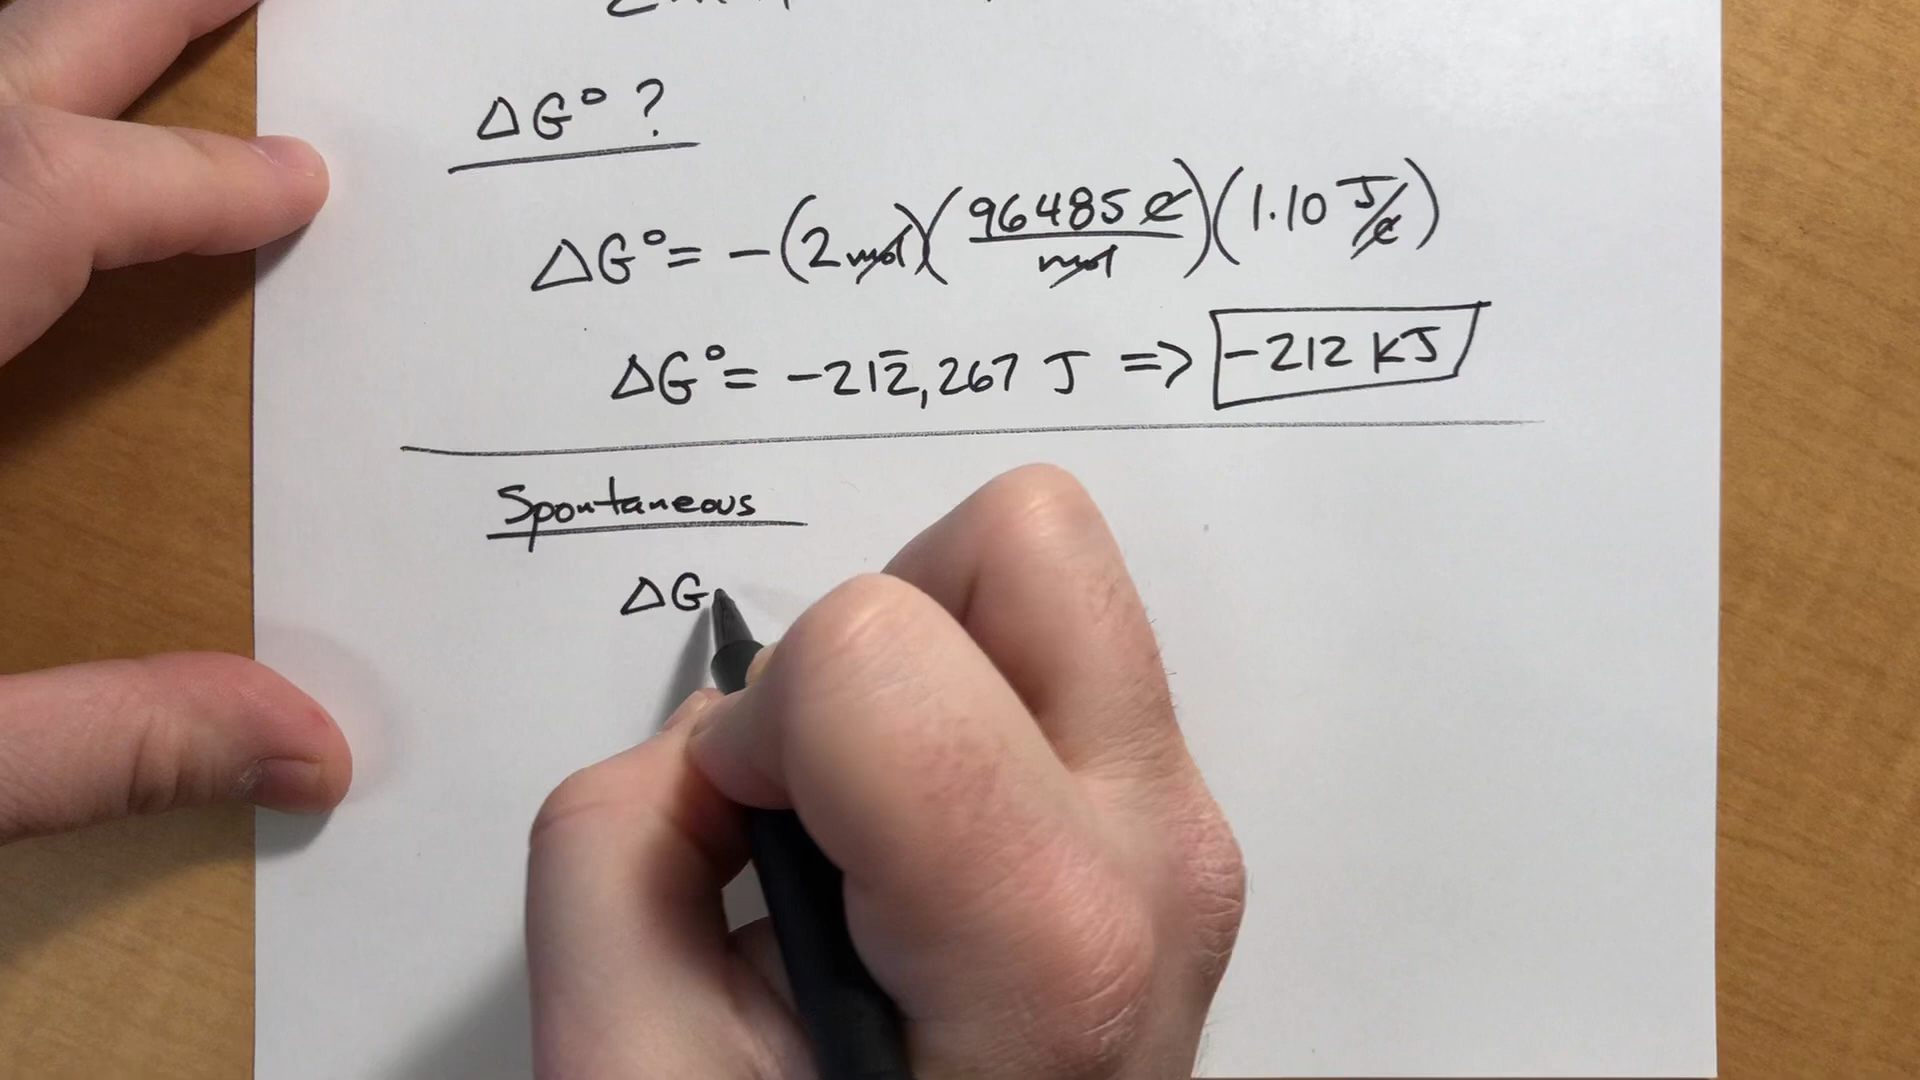 ΔG° ?
ΔG° = -(2 mol)(96485 C/mol)(1.10 J/C)
ΔG° = -212,267 J => -212 kJ
Spontaneous
ΔG